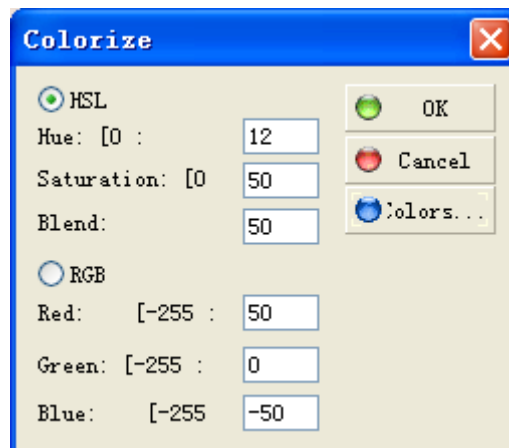 Colorize
HSL
OK
Hue: [0 :
12
Cancel
Saturation: [0
50
Colors...
Blend:
50
RGB
Red: [-255 :
50
Green: [-255 :
0
Blue: [-255
-50